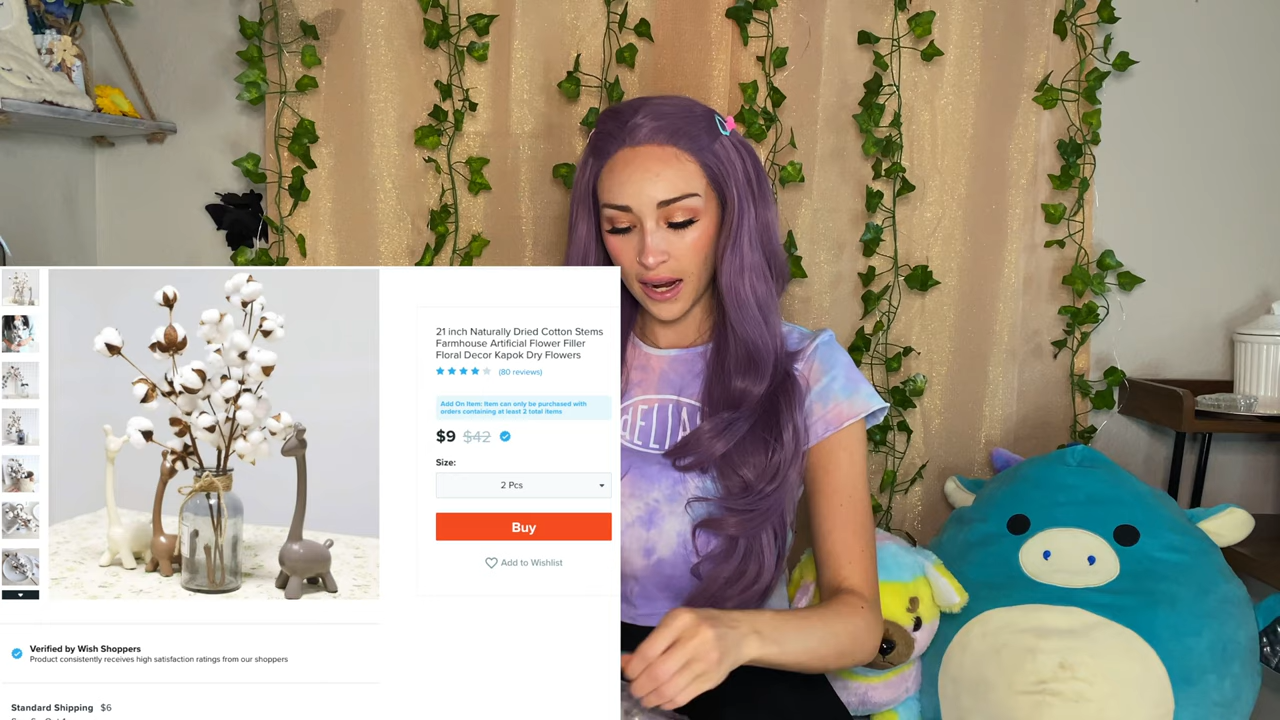 21 inch Naturally Dried Cotton Stems
Farmhouse Artificial Flower Filler
Floral Decor Kapok Dry Flowers
(80 reviews)
Add On Item: Item can only be purchased with
orders containing at least 2 total items
$9 $42
Size:
2 Pcs
Buy
Add to Wishlist
Verified by Wish Shoppers
Product consistently receives high satisfaction ratings from our shoppers
Standard Shipping $6